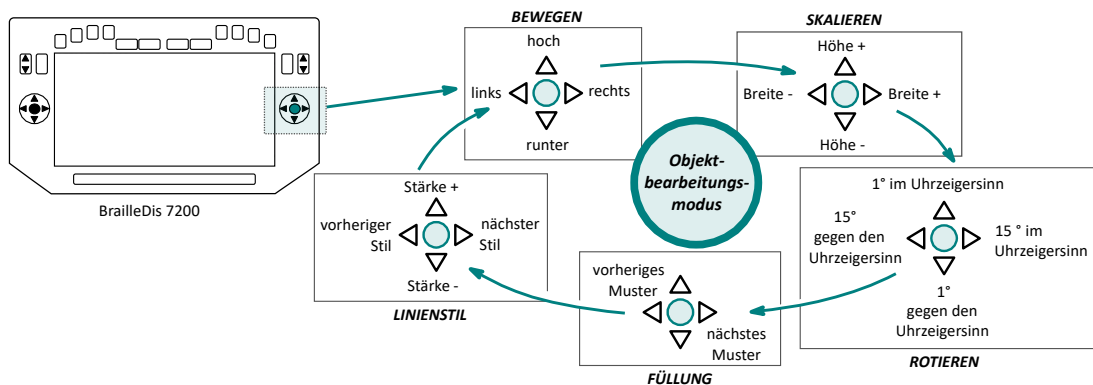 BEWEGEN
hoch
links
rechts
runter
SKALIEREN
Höhe +
Breite -
Breite +
Höhe -
Objekt-
bearbeitungs-
modus
BrailleDis 7200
Stärke +
vorheriger
Stil
nächster
Stil
Stärke -
LINIENSTIL
vorheriges
Muster
nächstes
Muster
FÜLLUNG
1° im Uhrzeigersinn
15°
gegen den
Uhrzeigersinn
15 ° im
Uhrzeigersinn
1°
gegen den
Uhrzeigersinn
ROTIEREN